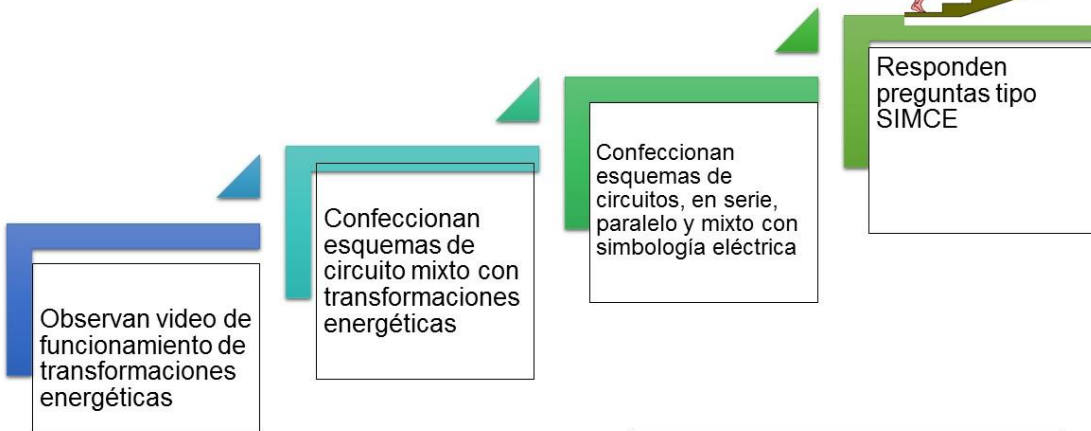 Observan video de
funcionamiento de
transformaciones
energéticas
Confeccionan
esquemas de
circuito mixto con
transformaciones
energéticas
Confeccionan
esquemas de
circuitos, en serie,
paralelo y mixto con
simbología eléctrica
Responden
preguntas tipo
SIMCE